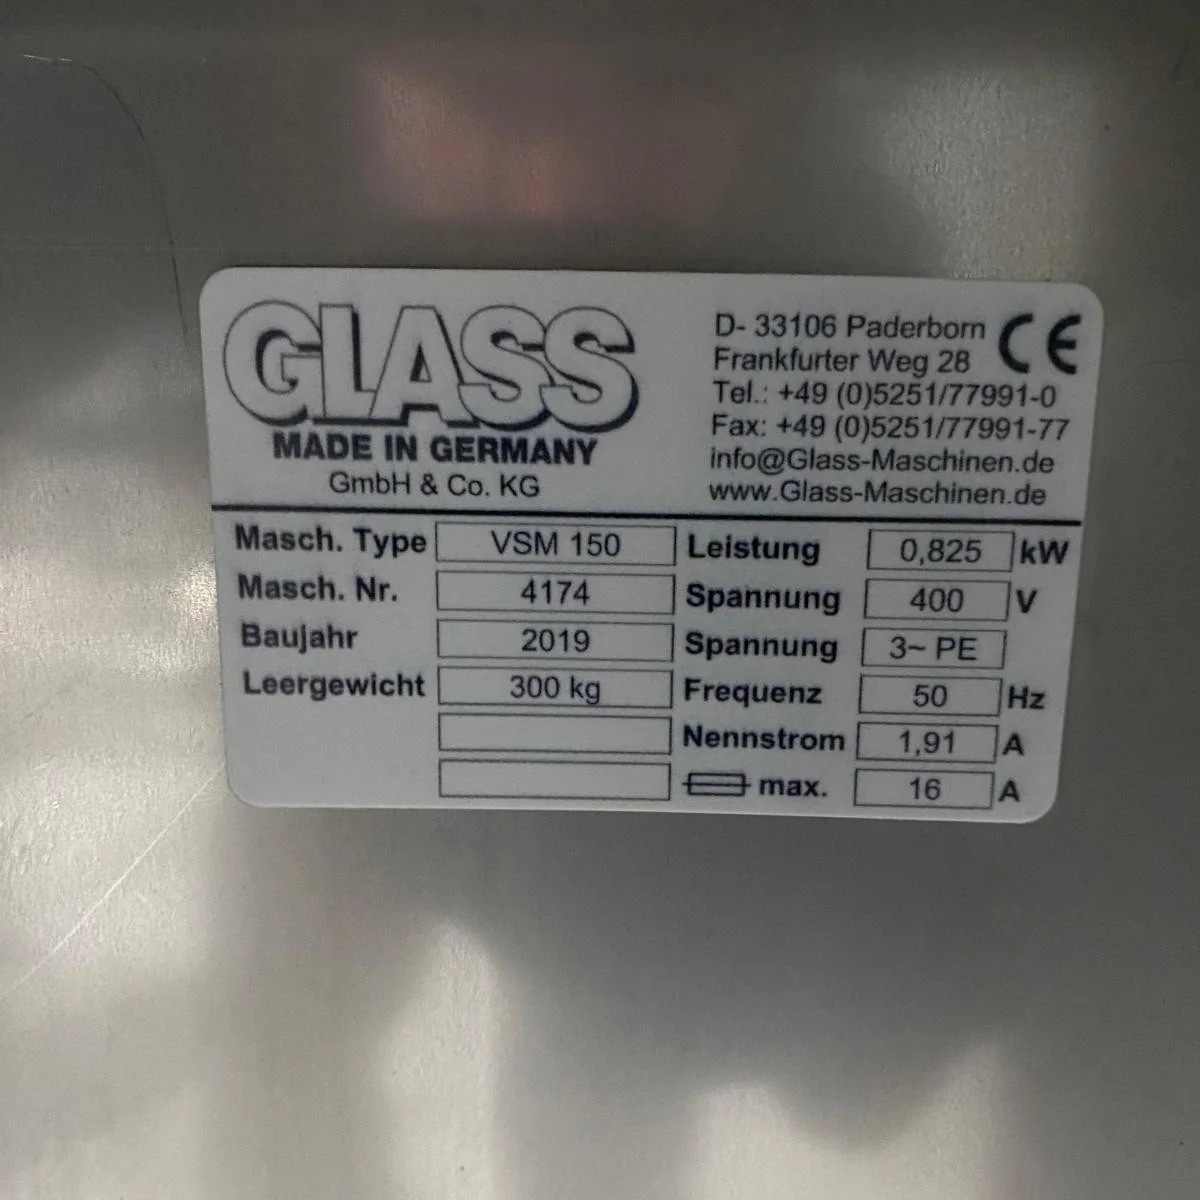 GLASS
MADE IN GERMANY
GmbH & Co. KG
D- 33106 Paderborn
Frankfurter Weg 28
CE
Tel.: +49 (0)5251/77991-0
Fax: +49 (0)5251/77991-77
info@Glass-Maschinen.de
www.Glass-Maschinen.de
Masch. Type VSM 150
Masch. Nr. 4174
Baujahr 2019
Leergewicht 300 kg
Leistung 0,825 kW
Spannung 400 V
Spannung 3~ PE
Frequenz 50 Hz
Nennstrom 1,91 A
max. 16 A